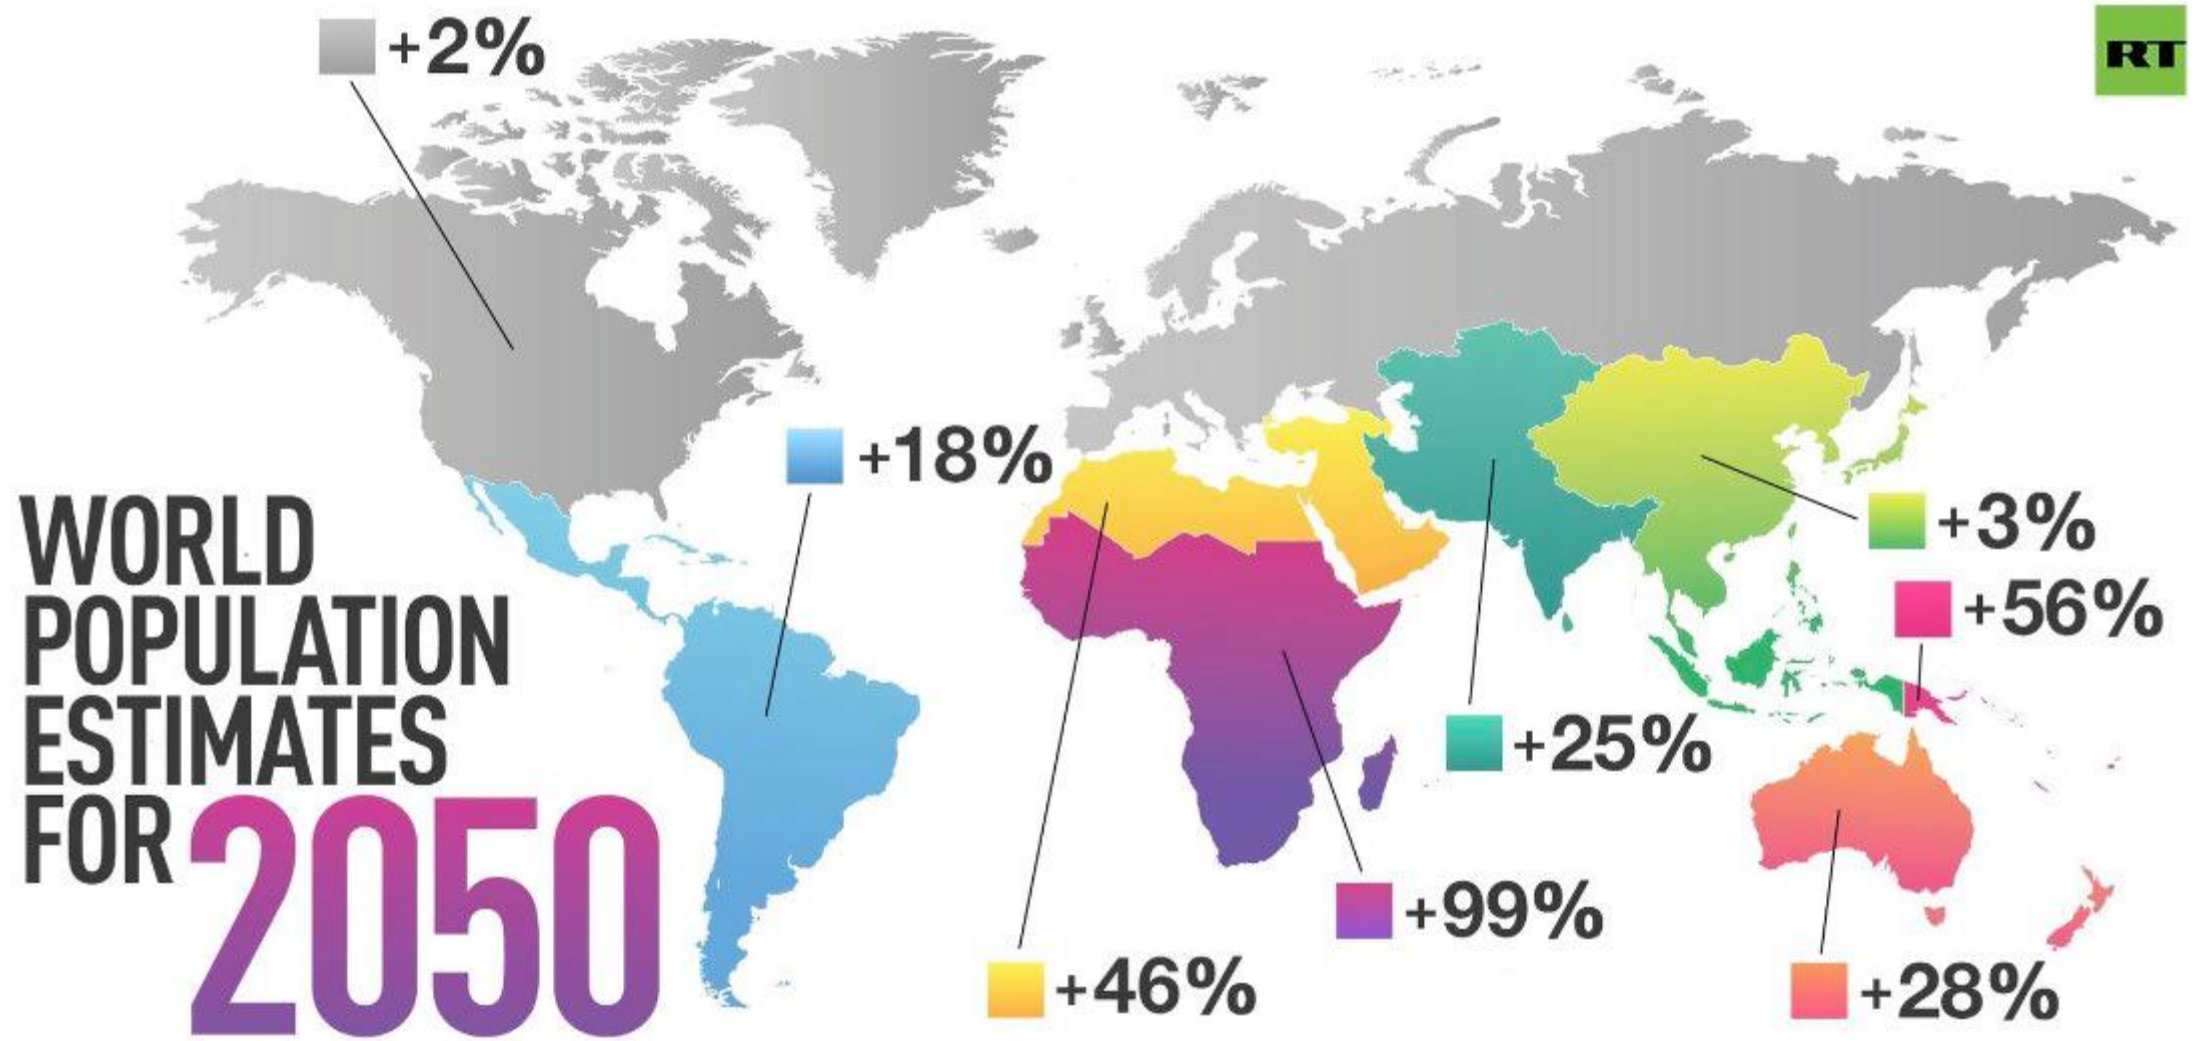 +2%
RT
+18%
WORLD
POPULATION
ESTIMATES
FOR 2050
+3%
+56%
+25%
+99%
+46%
+28%